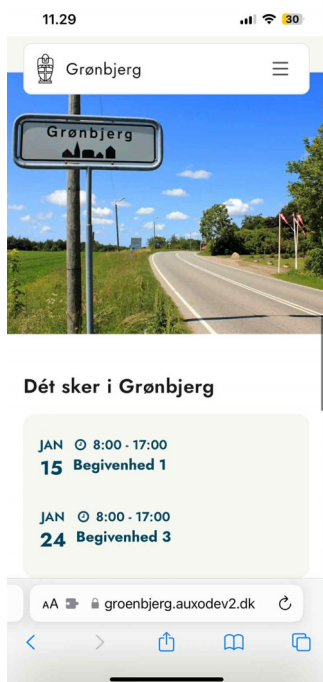 11.29
30
Grønbjerg
Grønbjerg
Dét sker i Grønbjerg
JAN 8:00 - 17:00
15 Begivenhed 1
JAN 8:00 - 17:00
24 Begivenhed 3
AA groenbjerg.auxodev2.dk